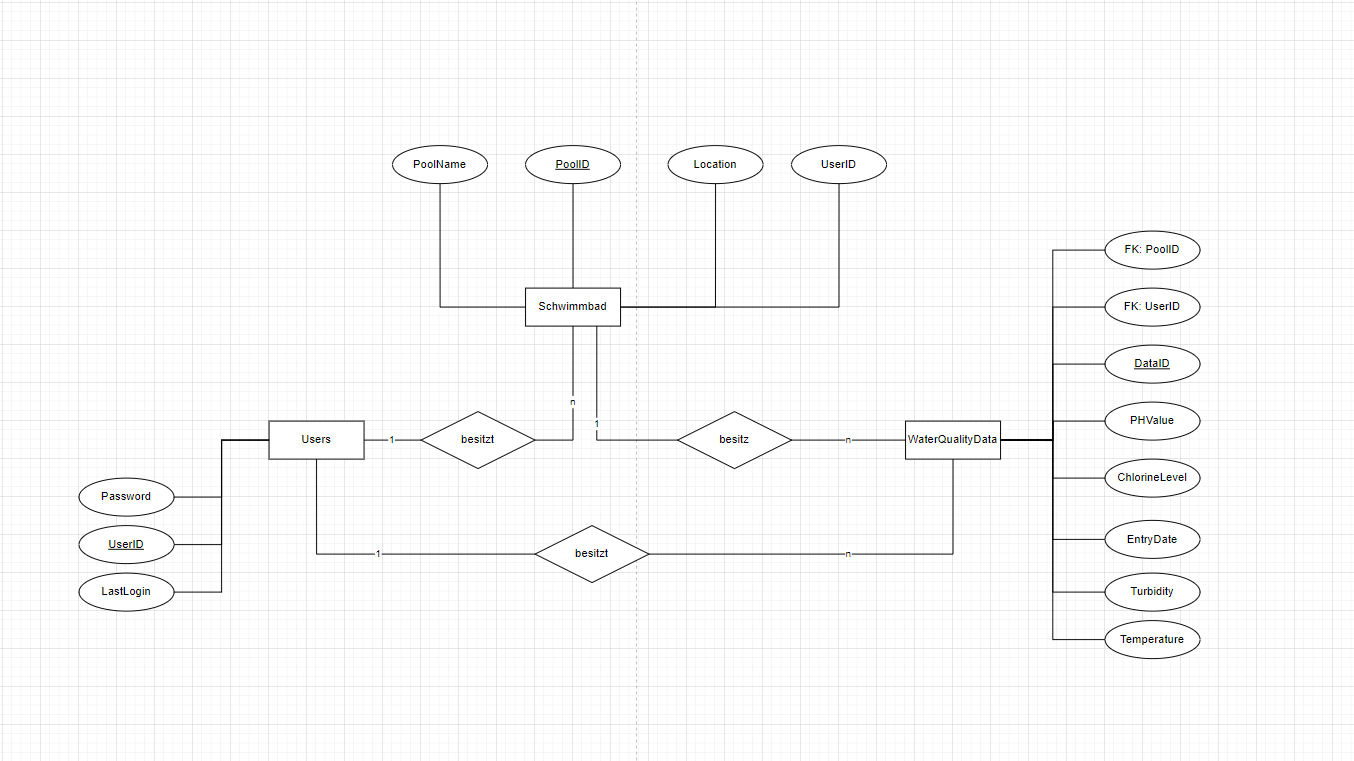 PoolName
PoolID
Location
UserID
Schwimmbad
FK: PoolID
FK: UserID
DataID
PHValue
ChlorineLevel
EntryDate
Turbidity
Temperature
n
1
Users
1
besitzt
besitz
n
WaterQualityData
Password
UserID
LastLogin
1
besitzt
n